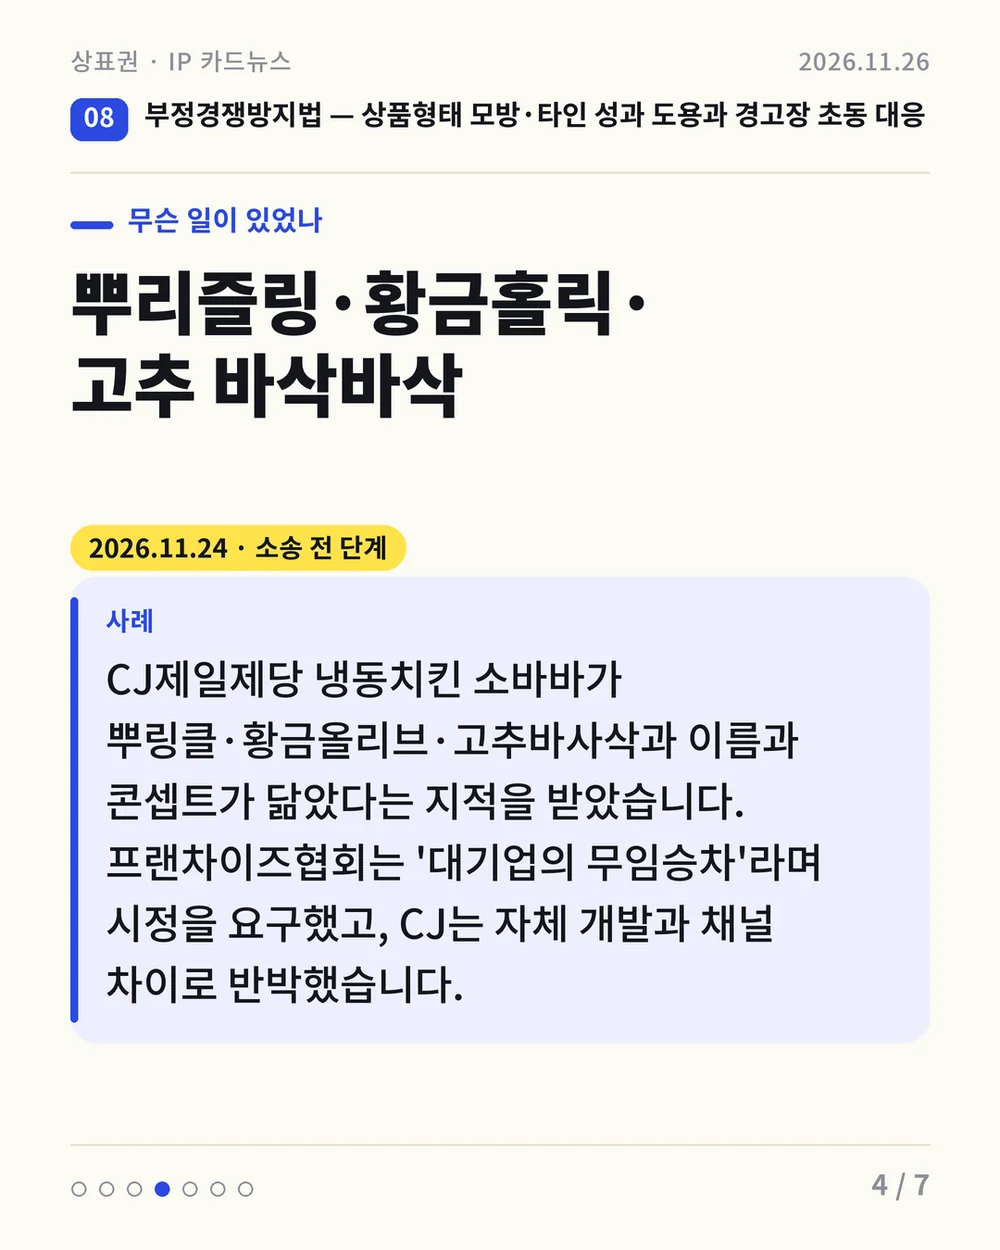 상표권 · IP 카드뉴스
2026.11.26
08 부정경쟁방지법 — 상품형태 모방·타인 성과 도용과 경고장 초동 대응
무슨 일이 있었나
뿌리즐링·황금홀릭·
고추 바삭바삭
2026.11.24 · 소송 전 단계
사례
CJ제일제당 냉동치킨 소바바가
뿌링클·황금올리브·고추바사삭과 이름과
콘셉트가 닮았다는 지적을 받았습니다.
프랜차이즈협회는 '대기업의 무임승차'라며
시정을 요구했고, CJ는 자체 개발과 채널
차이로 반박했습니다.
4 / 7